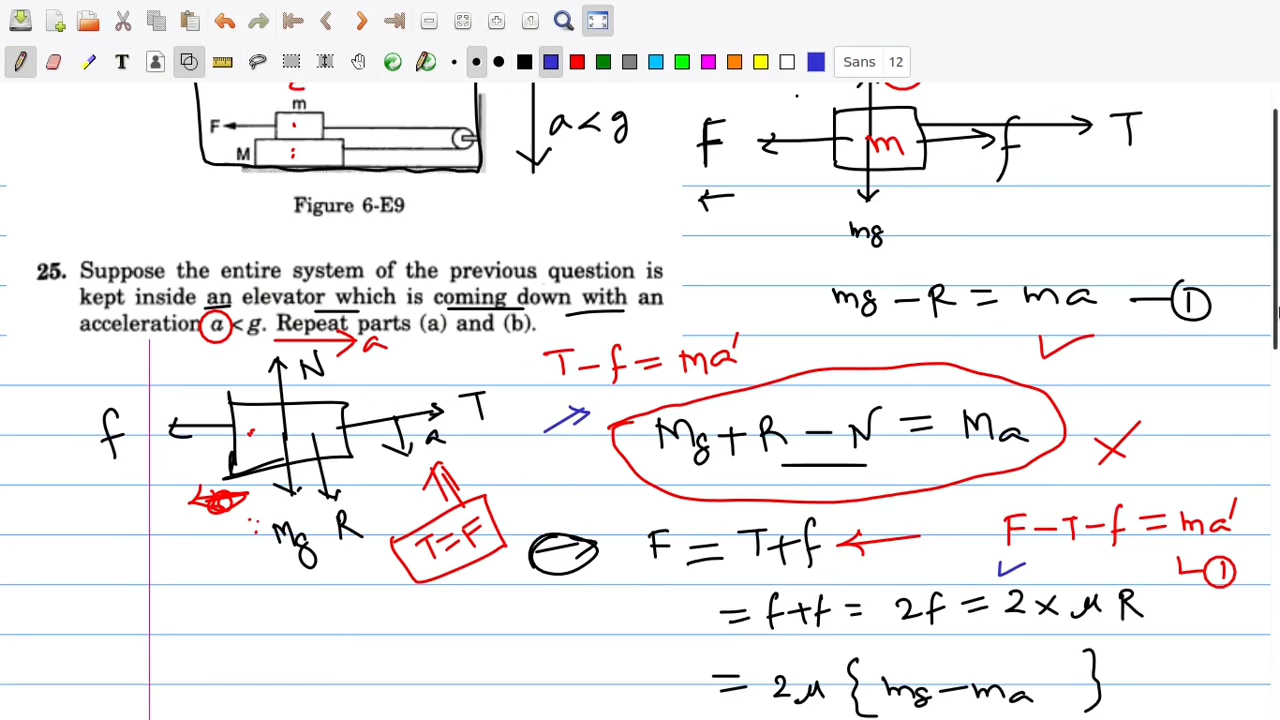 Sans 12
m
F
M
a < g
F
m
f
T
mg
Figure 6-E9
25. Suppose the entire system of the previous question is
kept inside an elevator which is coming down with an
acceleration a < g. Repeat parts (a) and (b).
mg - R = ma — ①
a
N
T - f = ma'
f
T
a
Mg + R - N = Ma
Mg
R
T = F
F = T + f
F - T - f = ma'
①
= f + f = 2f = 2 × μ R
= 2μ { mg - ma }